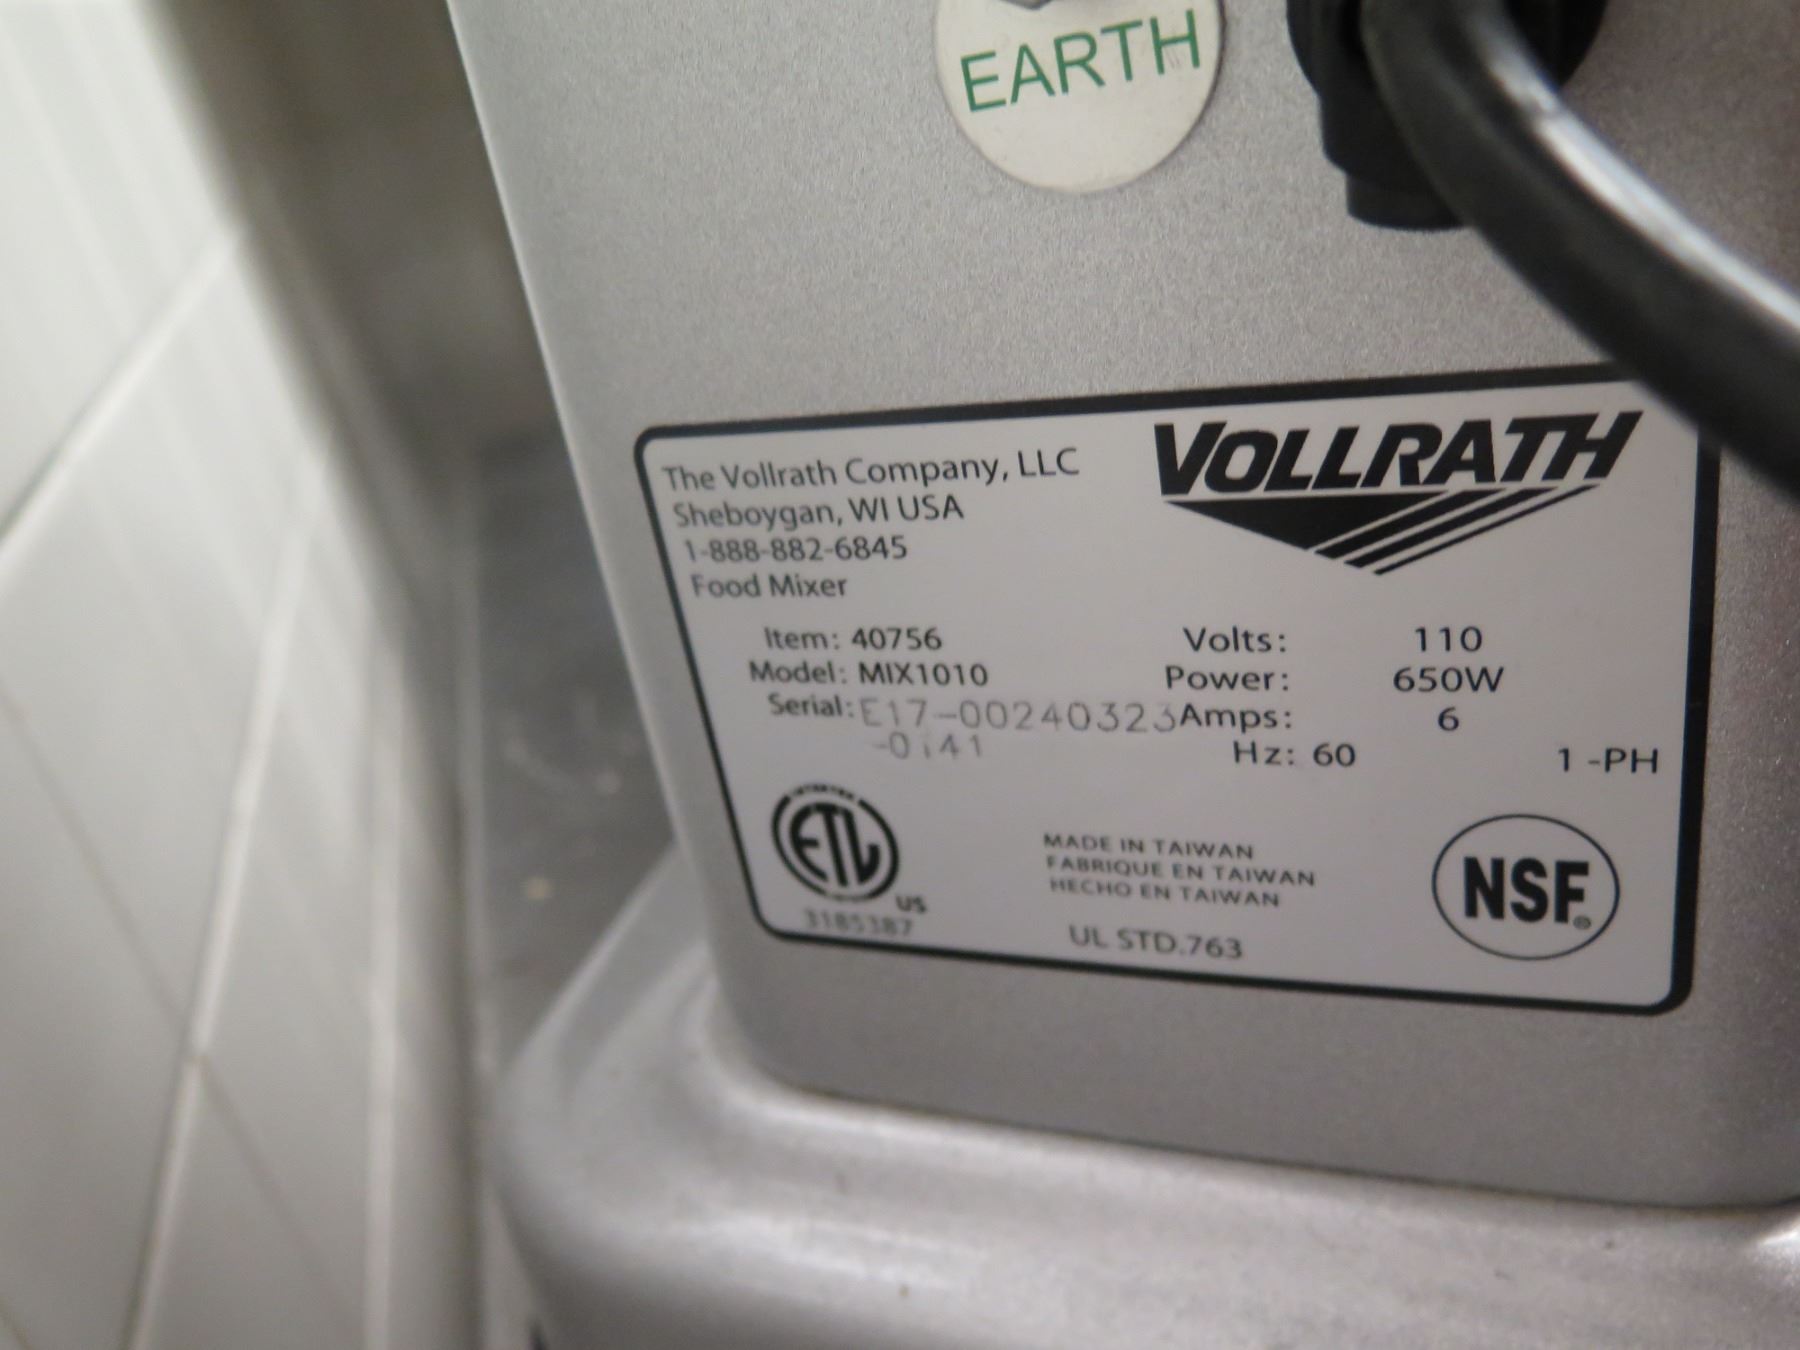 EARTH
The Vollrath Company, LLC
Sheboygan, WI USA
1-888-882-6845
Food Mixer
VOLLRATH
Item: 40756
Model: MIX1010
Serial: E17-00240323
-0141
Volts: 110
Power: 650W
Amps: 6
Hz: 60 1 -PH
ETL
US
3185387
MADE IN TAIWAN
FABRIQUE EN TAIWAN
HECHO EN TAIWAN
UL STD.763
NSF®